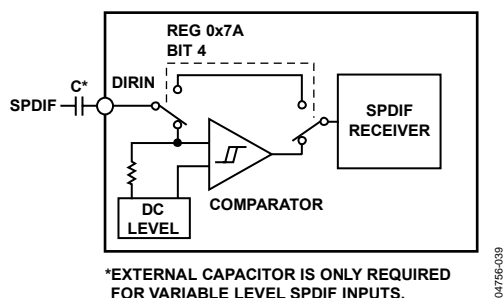 REG 0x7A
BIT 4
C*
DIRIN
SPDIF
SPDIF
RECEIVER
DC
LEVEL
COMPARATOR
*EXTERNAL CAPACITOR IS ONLY REQUIRED
FOR VARIABLE LEVEL SPDIF INPUTS.
04756-039